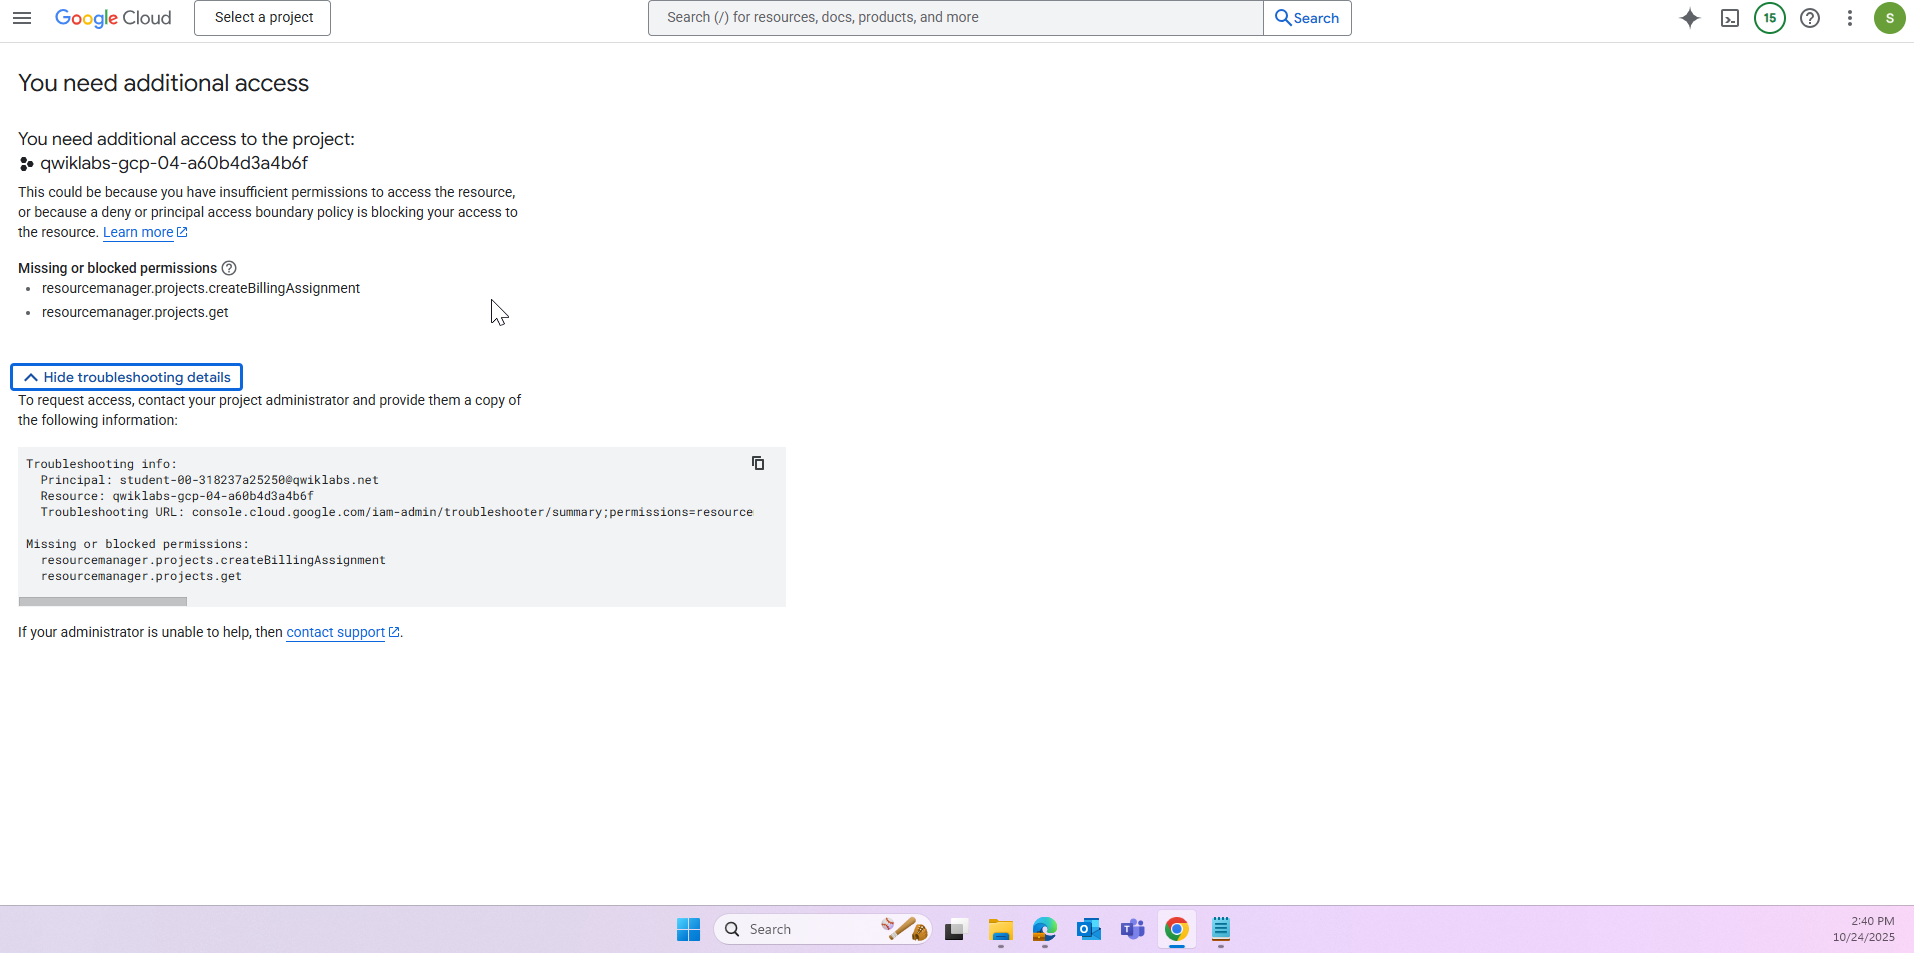 Google Cloud
Select a project
Search (/) for resources, docs, products, and more
Search
15
S
You need additional access
You need additional access to the project:
qwiklabs-gcp-04-a60b4d3a4b6f
This could be because you have insufficient permissions to access the resource,
or because a deny or principal access boundary policy is blocking your access to
the resource. Learn more
Missing or blocked permissions
• resourcemanager.projects.createBillingAssignment
• resourcemanager.projects.get
Hide troubleshooting details
To request access, contact your project administrator and provide them a copy of
the following information:
Troubleshooting info:
Principal: student-00-318237a25250@qwiklabs.net
Resource: qwiklabs-gcp-04-a60b4d3a4b6f
Troubleshooting URL: console.cloud.google.com/iam-admin/troubleshooter/summary;permissions=resource
Missing or blocked permissions:
resourcemanager.projects.createBillingAssignment
resourcemanager.projects.get
If your administrator is unable to help, then contact support.
Search
2:40 PM
10/24/2025